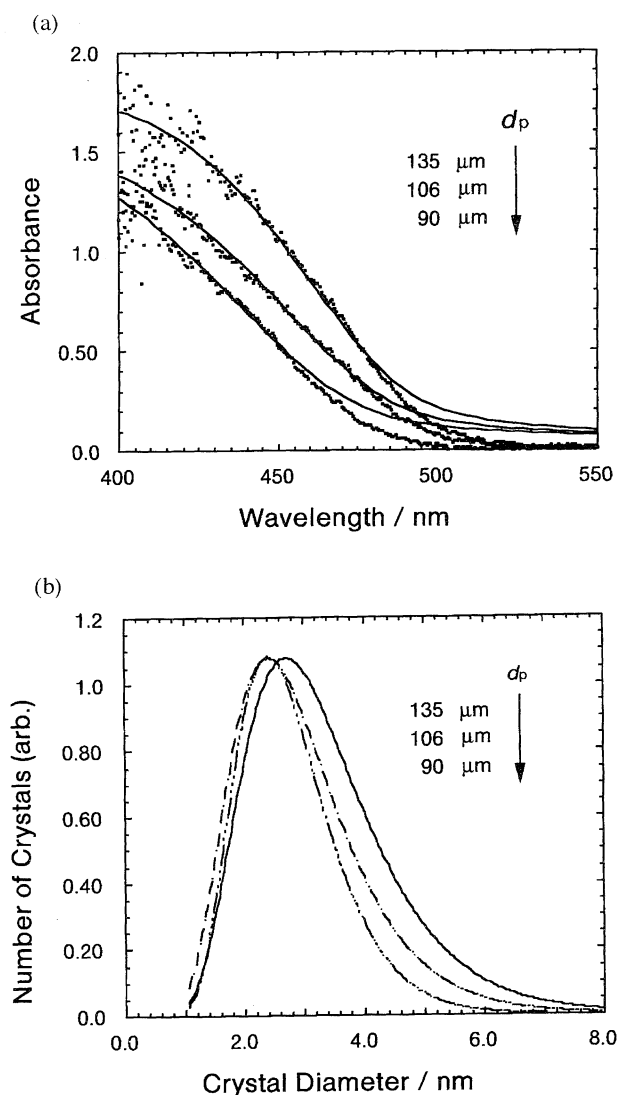 (a)
2.0
1.5
1.0
0.50
0.0
Absorbance
dp
135 μm
106 μm
90 μm
400 450 500 550
Wavelength / nm
(b)
1.2
1.0
0.80
0.60
0.40
0.20
0.0
Number of Crystals (arb.)
dp
135 μm
106 μm
90 μm
0.0 2.0 4.0 6.0 8.0
Crystal Diameter / nm